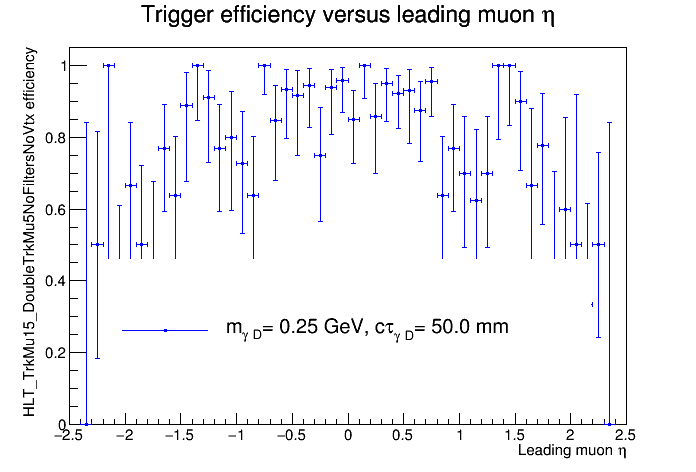 Trigger efficiency versus leading muon η
HLT_TrkMu15_DoubleTrkMu5NoFiltersNoVtx efficiency
1
0.8
0.6
0.4
0.2
0
m_γD= 0.25 GeV, cτ_γD= 50.0 mm
−2.5 −2 −1.5 −1 −0.5 0 0.5 1 1.5 2 2.5
Leading muon η